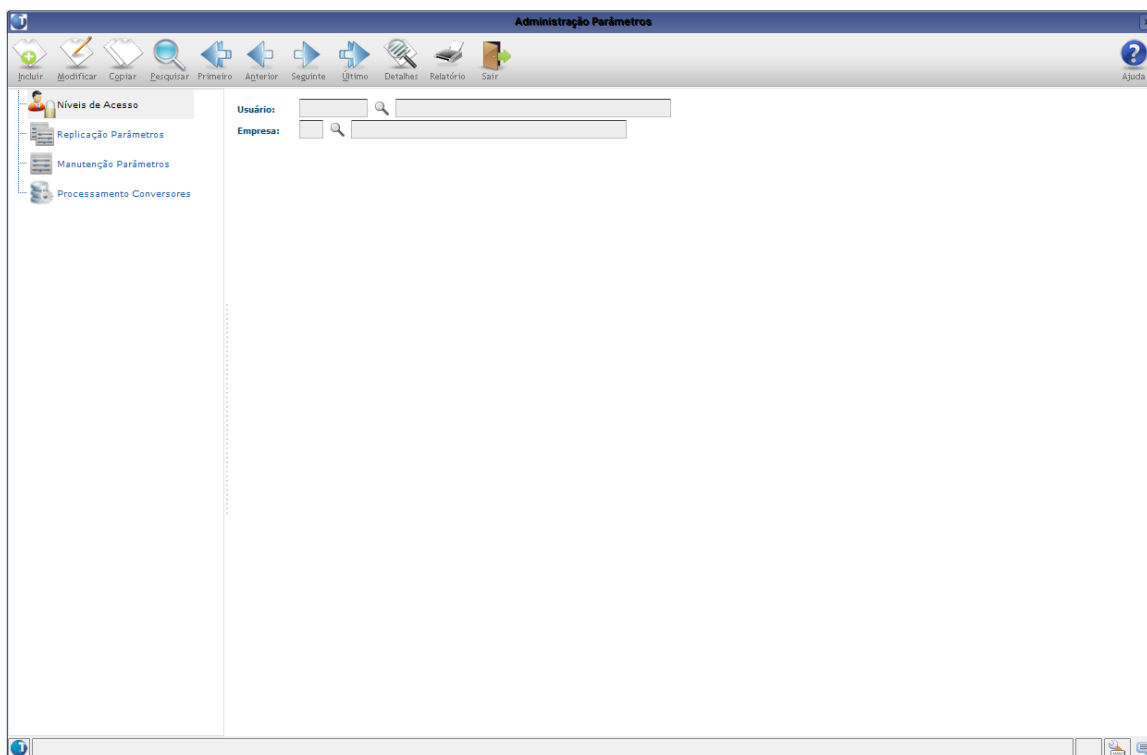 Administração Parâmetros
Incluir Modificar Copiar Pesquisar Primeiro Anterior Seguinte Último Detalhes Relatório Sair Ajuda
Níveis de Acesso
Replicação Parâmetros
Manutenção Parâmetros
Processamento Conversores
Usuário:
Empresa: